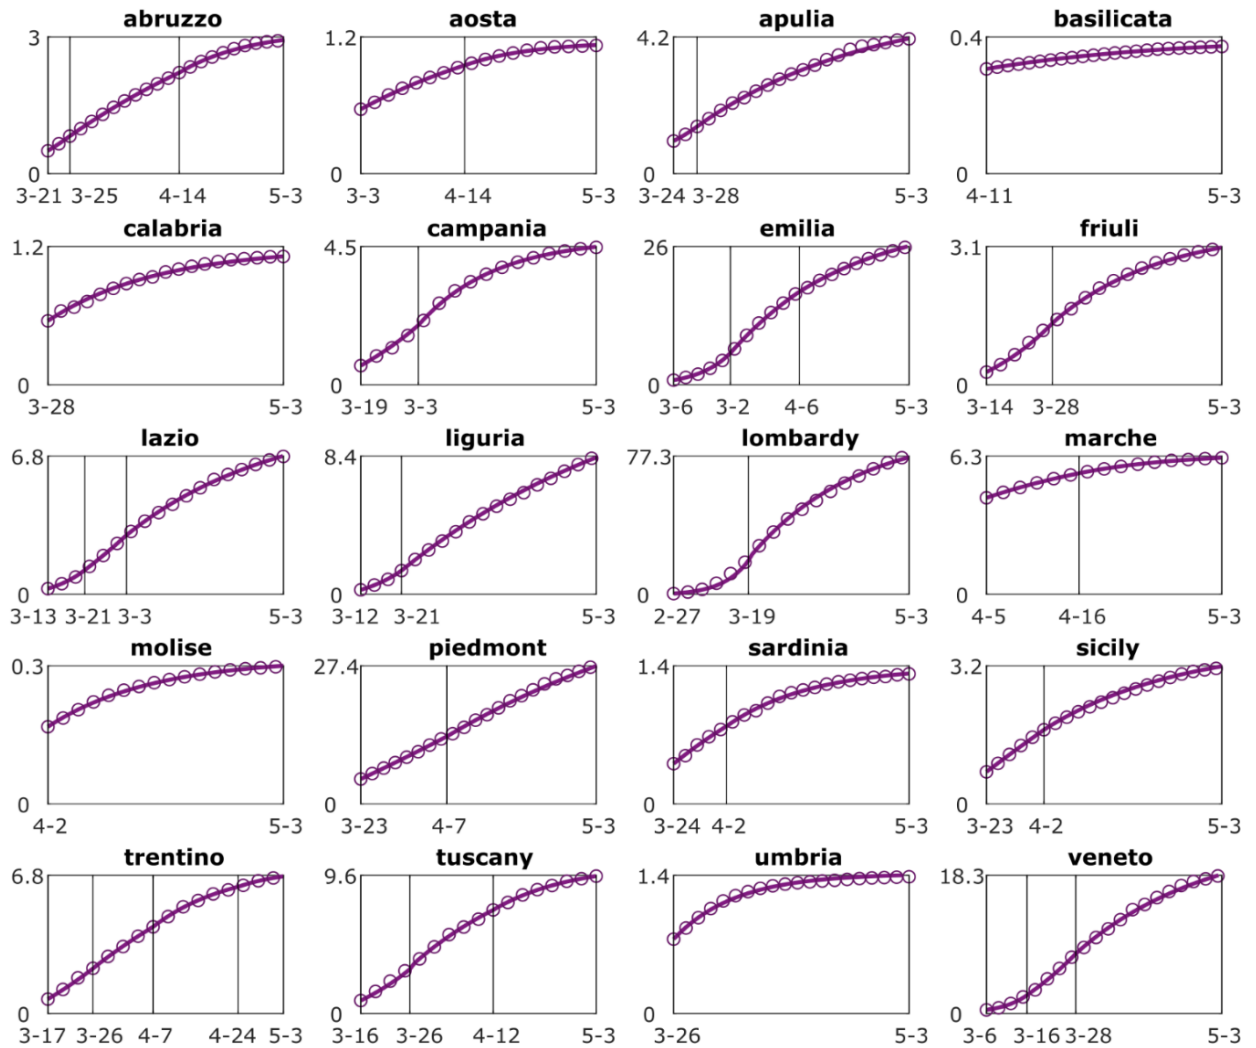 abruzzo aosta apulia basilicata
3 1.2 4.2 0.4
0 0 0 0
3-21 3-25 4-14 5-3 3-3 4-14 5-3 3-24 3-28 5-3 4-11 5-3
calabria campania emilia friuli
1.2 4.5 26 3.1
0 0 0 0
3-28 5-3 3-19 3-3 5-3 3-6 3-2 4-6 5-3 3-14 3-28 5-3
lazio liguria lombardy marche
6.8 8.4 77.3 6.3
0 0 0 0
3-13 3-21 3-3 5-3 3-12 3-21 5-3 2-27 3-19 5-3 4-5 4-16 5-3
molise piedmont sardinia sicily
0.3 27.4 1.4 3.2
0 0 0 0
4-2 5-3 3-23 4-7 5-3 3-24 4-2 5-3 3-23 4-2 5-3
trentino tuscany umbria veneto
6.8 9.6 1.4 18.3
0 0 0 0
3-17 3-26 4-7 4-24 5-3 3-16 3-26 4-12 5-3 3-26 5-3 3-6 3-16 3-28 5-3